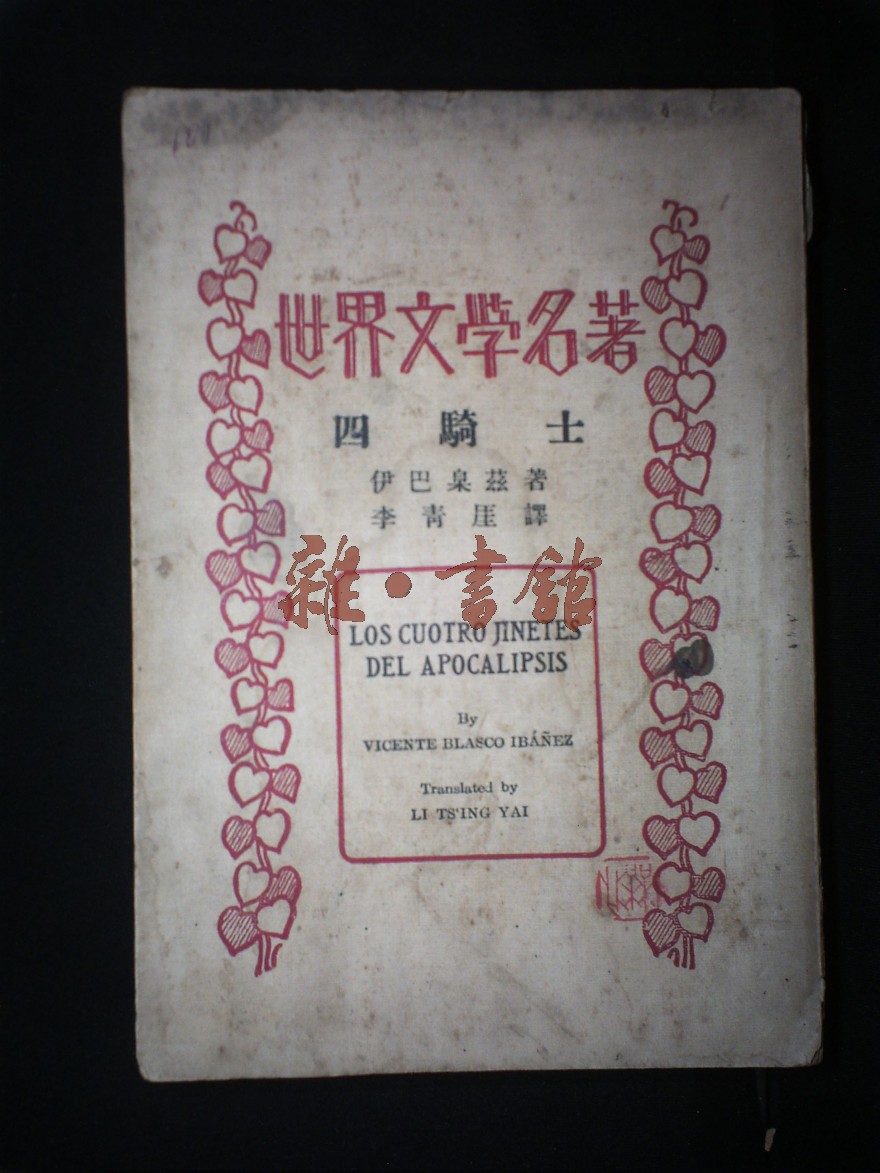 世界文學名著
四騎士
伊巴臬茲著
李青厓譯
雜·書館
LOS CUOTRO JINETES
DEL APOCALIPSIS
By
VICENTE BLASCO IBÁÑEZ
Translated by
LI TS'ING YAI